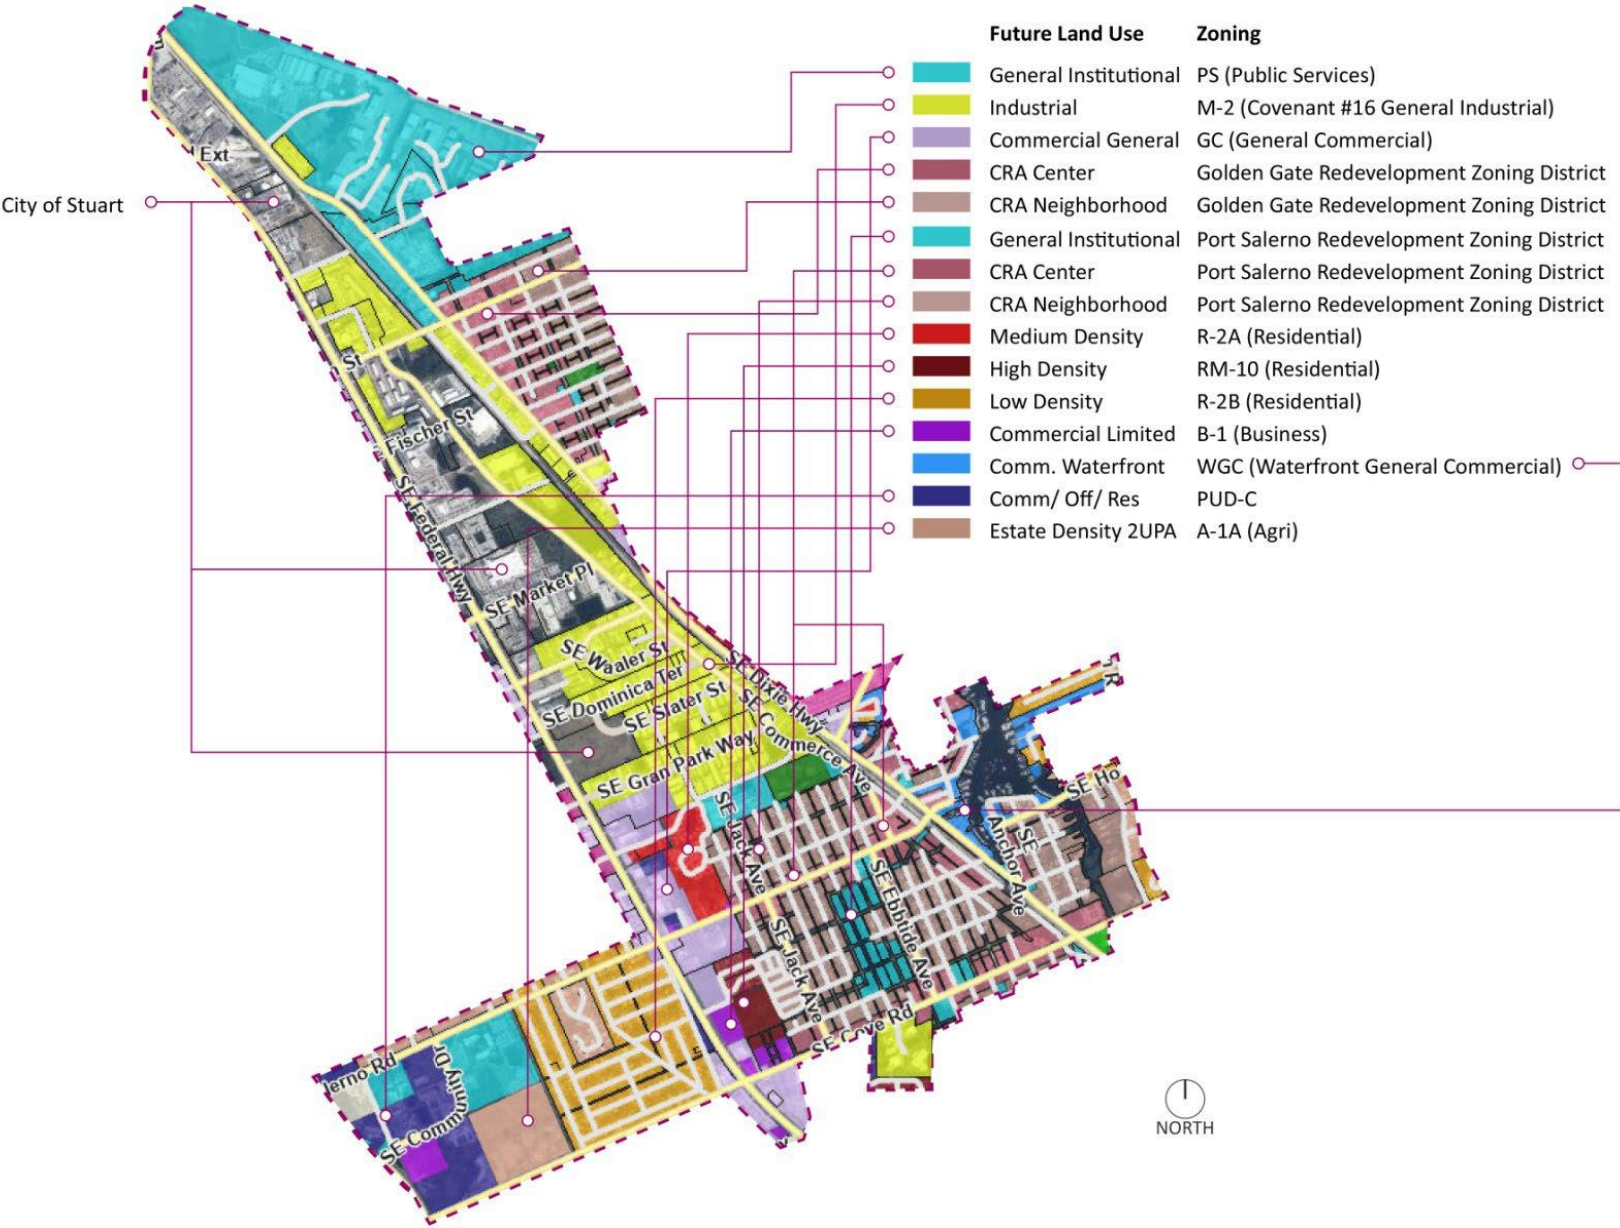 Future Land Use Zoning
General Institutional PS (Public Services)
Industrial M-2 (Covenant #16 General Industrial)
Commercial General GC (General Commercial)
CRA Center Golden Gate Redevelopment Zoning District
CRA Neighborhood Golden Gate Redevelopment Zoning District
General Institutional Port Salerno Redevelopment Zoning District
CRA Center Port Salerno Redevelopment Zoning District
CRA Neighborhood Port Salerno Redevelopment Zoning District
Medium Density R-2A (Residential)
High Density RM-10 (Residential)
Low Density R-2B (Residential)
Commercial Limited B-1 (Business)
Comm. Waterfront WGC (Waterfront General Commercial)
Comm/ Off/ Res PUD-C
Estate Density 2UPA A-1A (Agri)
Ext
City of Stuart
St
Fischer St
SE Federal Hwy
SE Market Pl
SE Waaler St
SE Dominica Ter
SE Slater St
SE Gran Park Way
SE Dixie Hwy
SE Commerce Ave
R
SE Ho
SE Jack Ave
SE Anchor Ave
SE Ebbtide Ave
SE Jack Ave
SE Cove Rd
lerno Rd
SE Community Dr
NORTH